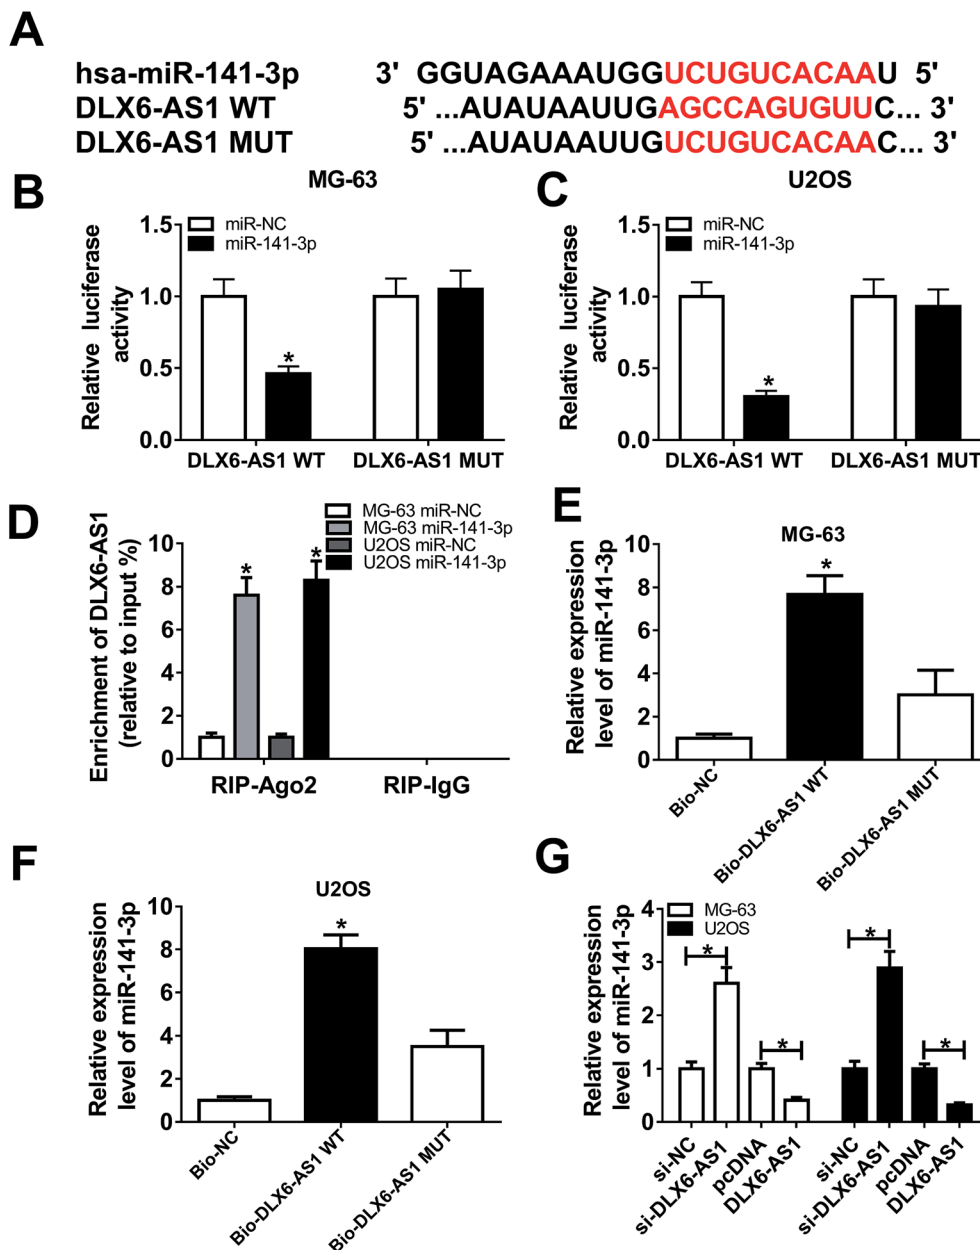 A
hsa-miR-141-3p 3' GGUAGAAAUGGUCUGUCACAAU 5'
DLX6-AS1 WT 5' ...AUAUAAUUGAGCCAGUGUUC... 3'
DLX6-AS1 MUT 5' ...AUAUAAUUGUCUGUCACAAC... 3'
B
MG-63
miR-NC
miR-141-3p
Relative luciferase
activity
1.5
1.0
0.5
0.0
*
DLX6-AS1 WT DLX6-AS1 MUT
C
U2OS
miR-NC
miR-141-3p
Relative luciferase
activity
1.5
1.0
0.5
0.0
*
DLX6-AS1 WT DLX6-AS1 MUT
D
MG-63 miR-NC
MG-63 miR-141-3p
U2OS miR-NC
U2OS miR-141-3p
Enrichment of DLX6-AS1
(relative to input %)
10
8
6
4
2
0
* *
RIP-Ago2 RIP-IgG
E
MG-63
Relative expression
level of miR-141-3p
10
8
6
4
2
0
*
Bio-NC
Bio-DLX6-AS1 WT
Bio-DLX6-AS1 MUT
F
U2OS
Relative expression
level of miR-141-3p
10
8
6
4
2
0
*
Bio-NC
Bio-DLX6-AS1 WT
Bio-DLX6-AS1 MUT
G
MG-63
U2OS
Relative expression
level of miR-141-3p
4
3
2
1
0
* * * *
si-NC
si-DLX6-AS1
pcDNA
DLX6-AS1
si-NC
si-DLX6-AS1
pcDNA
DLX6-AS1